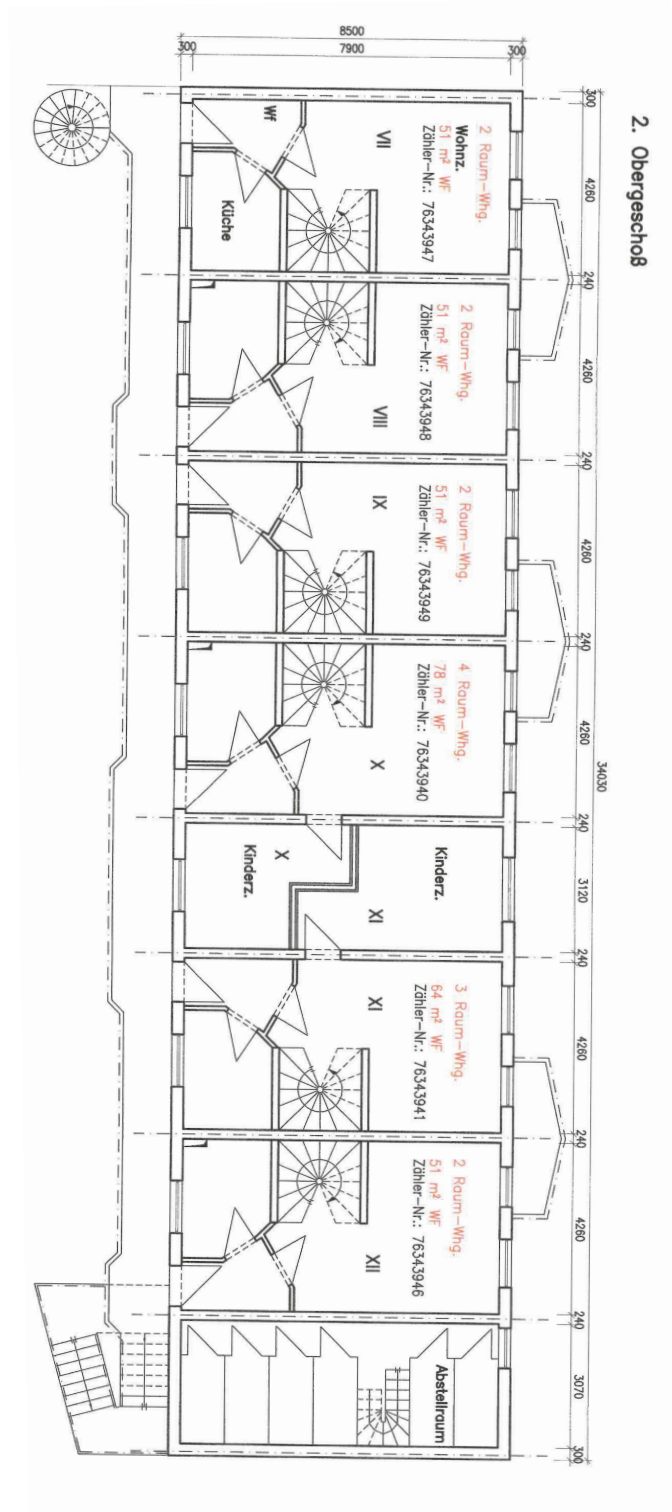 2. Obergeschoß
34030
300
4260
240
4260
240
4260
240
4260
240
3120
240
4260
240
4260
240
3070
300
8500
300
7900
300
2 Raum-Whg.
Wohnz.
51 m² WF
Zähler-Nr.: 76343947
VII
Wf
Küche
2 Raum-Whg.
51 m² WF
Zähler-Nr.: 76343948
VIII
2 Raum-Whg.
51 m² WF
Zähler-Nr.: 76343949
IX
4 Raum-Whg.
78 m² WF
Zähler-Nr.: 76343940
X
Kinderz.
XI
X
Kinderz.
3 Raum-Whg.
64 m² WF
Zähler-Nr.: 76343941
XI
2 Raum-Whg.
51 m² WF
Zähler-Nr.: 76343946
XII
Abstellraum